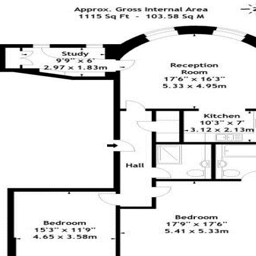 Approx. Gross Internal Area
1115 Sq Ft - 103.58 Sq M
Study
9'9" x 6'
2.97 x 1.83m
Reception
Room
17'6" x 16'3"
5.33 x 4.95m
Kitchen
10'3" x 7'
3.12 x 2.13m
Hall
Bedroom
15'3" x 11'9"
4.65 x 3.58m
Bedroom
17'9" x 17'6"
5.41 x 5.33m